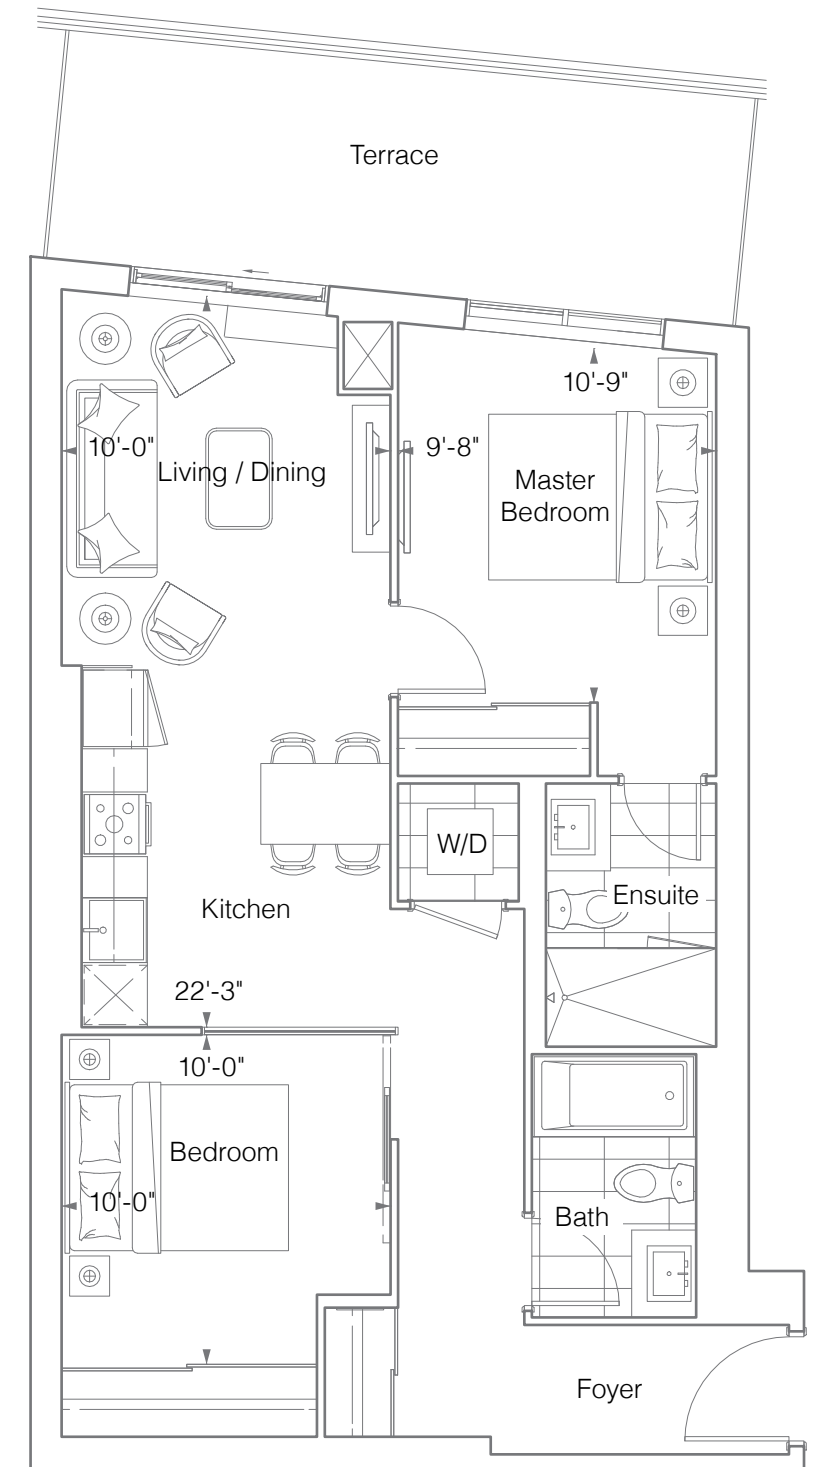 Terrace
10'-9"
10'-0"
Living / Dining
9'-8"
Master
Bedroom
W/D
Ensuite
Kitchen
22'-3"
10'-0"
Bedroom
10'-0"
Bath
Foyer